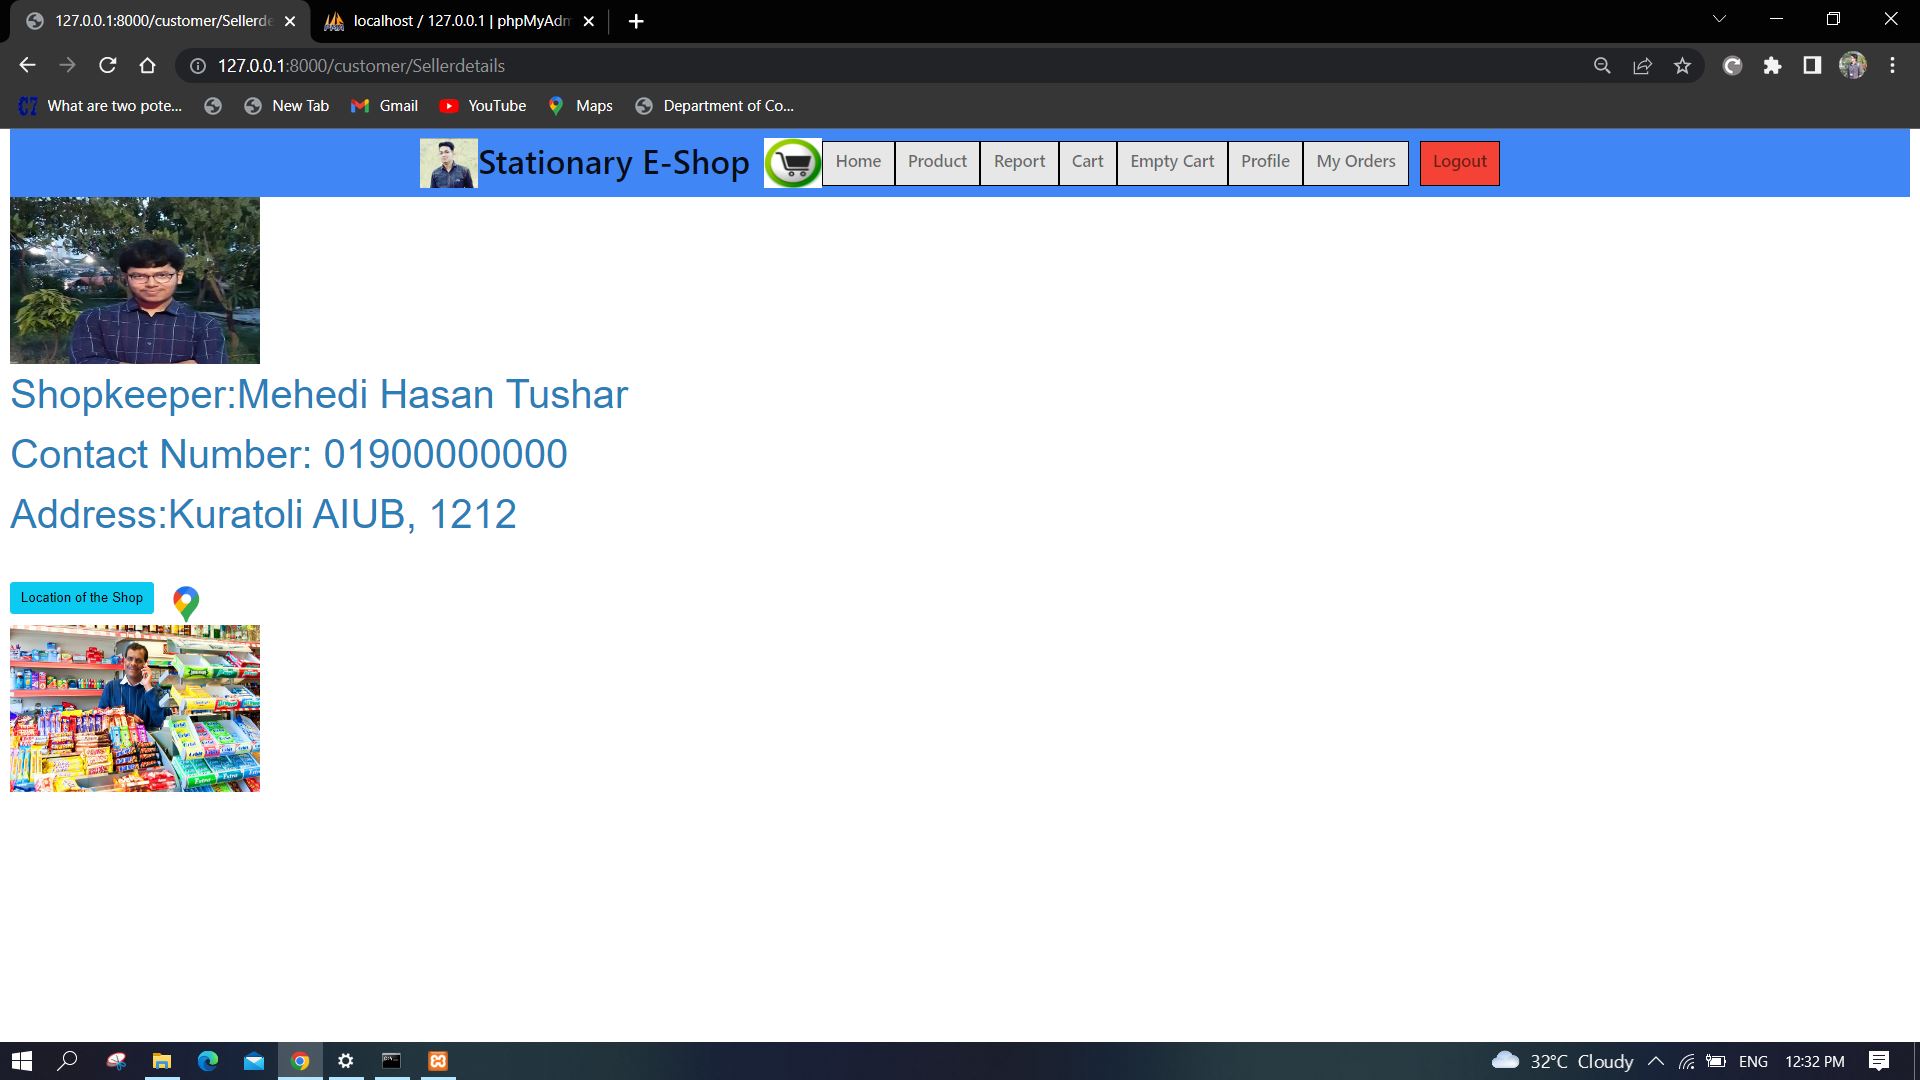 127.0.0.1:8000/customer/Sellerde
localhost / 127.0.0.1 | phpMyAdm
127.0.0.1:8000/customer/Sellerdetails
What are two pote...
New Tab
Gmail
YouTube
Maps
Department of Co...
Stationary E-Shop
Home
Product
Report
Cart
Empty Cart
Profile
My Orders
Logout
Shopkeeper:Mehedi Hasan Tushar
Contact Number: 01900000000
Address:Kuratoli AIUB, 1212
Location of the Shop
Orbit
Extra
32°C Cloudy
ENG
12:32 PM